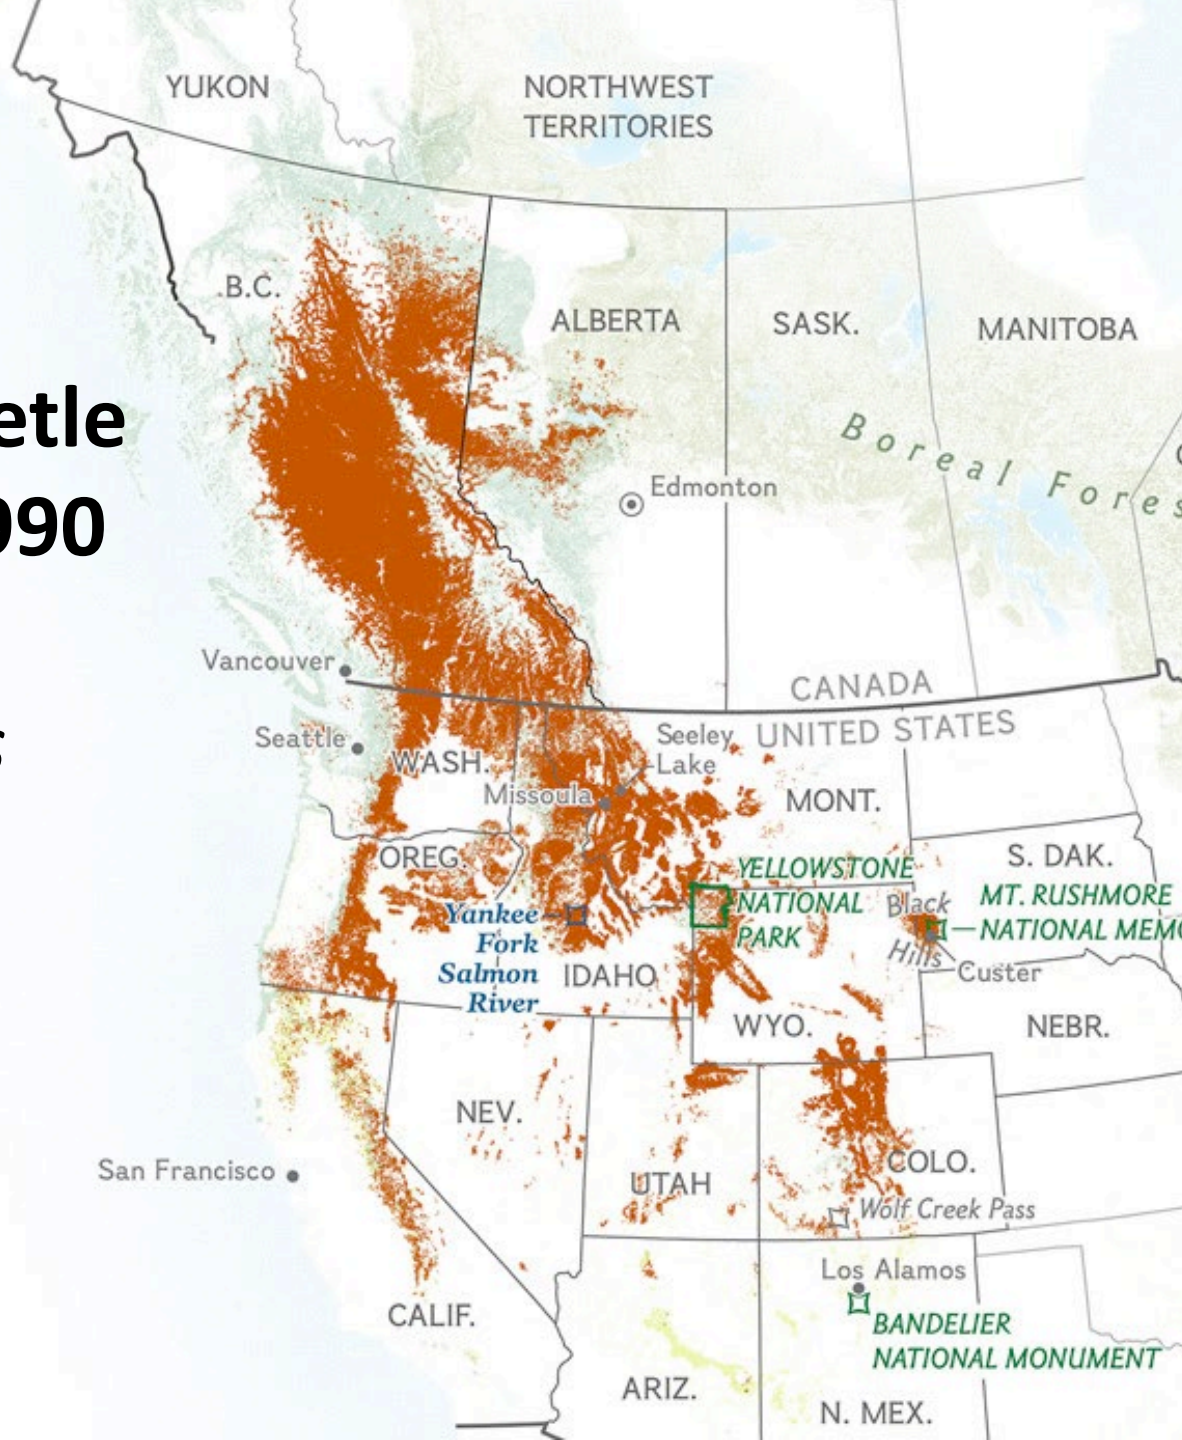 YUKON
NORTHWEST
TERRITORIES
B.C.
ALBERTA
SASK.
MANITOBA
etle
Boreal Fores
Edmonton
990
Vancouver
CANADA
UNITED STATES
Seattle
WASH.
Seeley
Lake
Missoula
MONT.
OREG.
S. DAK.
YELLOWSTONE
NATIONAL
PARK
Black
Hills
MT. RUSHMORE
NATIONAL MEMO
Yankee
Fork
Salmon
River
IDAHO
Custer
WYO.
NEBR.
NEV.
San Francisco
UTAH
COLO.
Wolf Creek Pass
Los Alamos
CALIF.
BANDELIER
NATIONAL MONUMENT
ARIZ.
N. MEX.